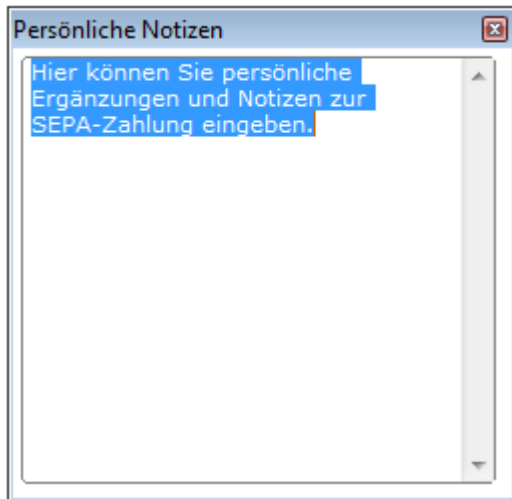 Persönliche Notizen
Hier können Sie persönliche
Ergänzungen und Notizen zur
SEPA-Zahlung eingeben.